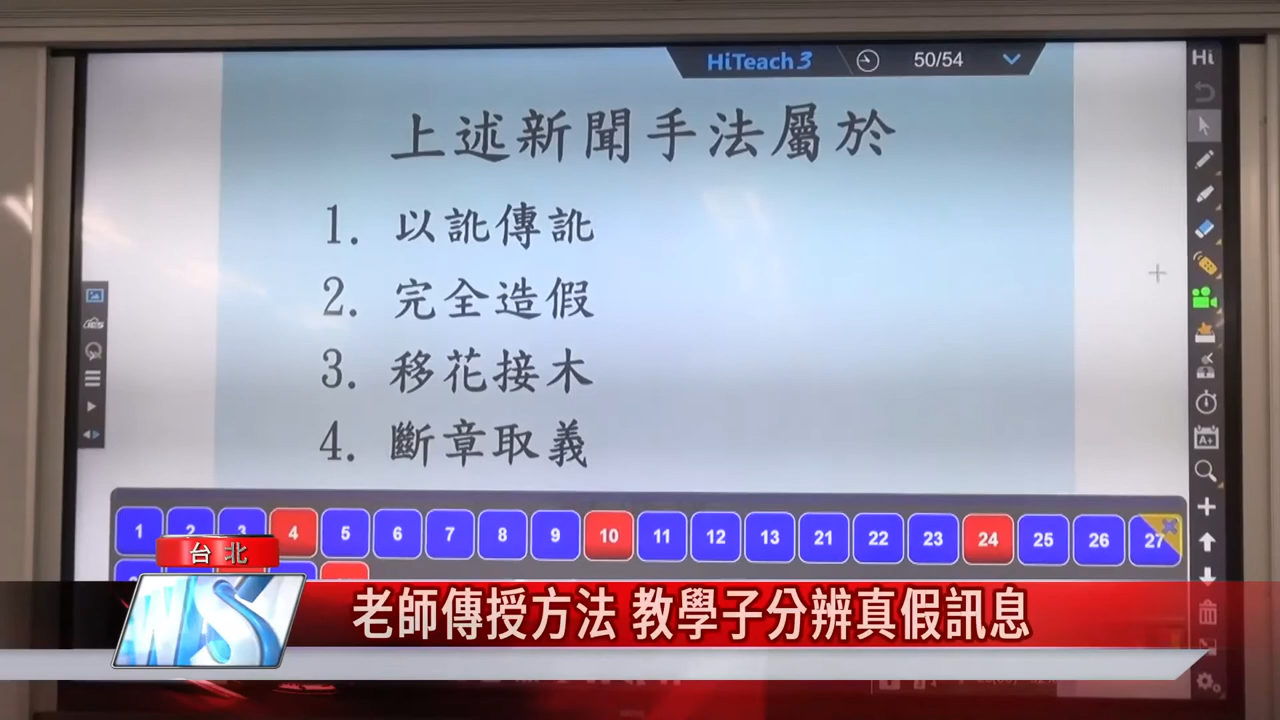 HiTeach3 50/54
Hi
上述新聞手法屬於
1. 以訛傳訛
2. 完全造假
3. 移花接木
4. 斷章取義
1 2 3 4 5 6 7 8 9 10 11 12 13 21 22 23 24 25 26 27
台北
老師傳授方法 教學子分辨真假訊息